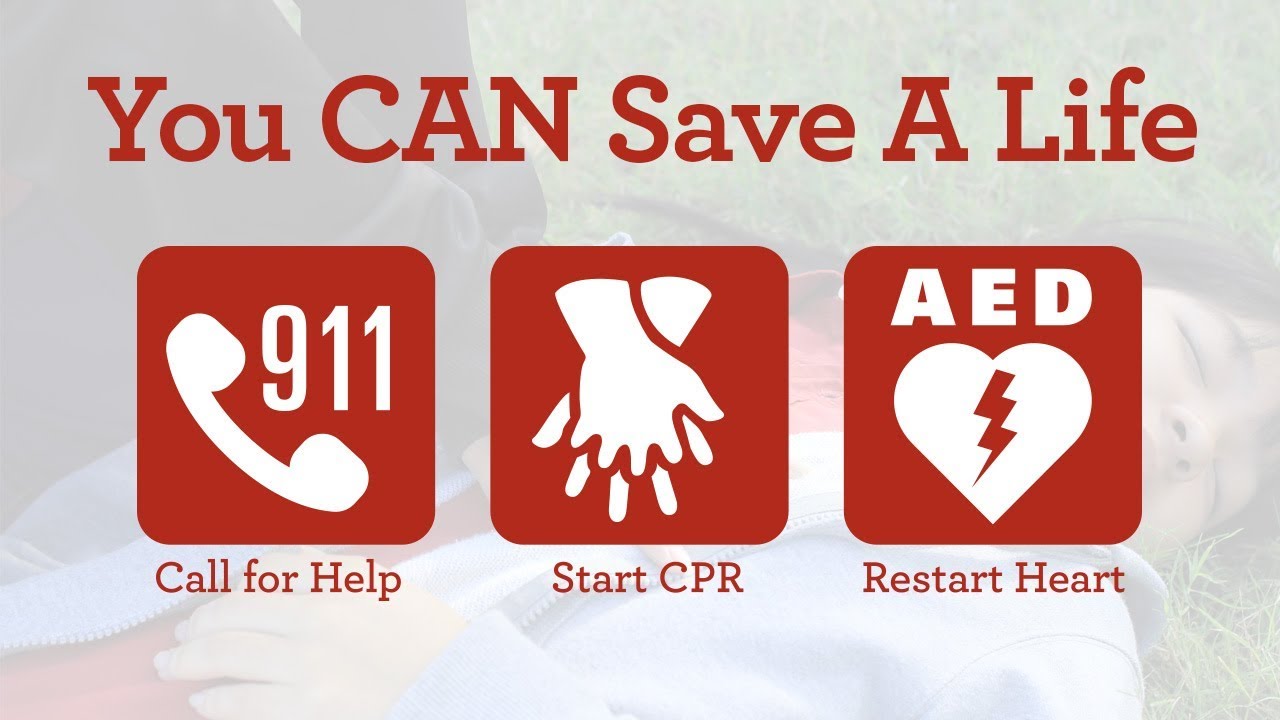 You CAN Save A Life
911
AED
Call for Help
Start CPR
Restart Heart